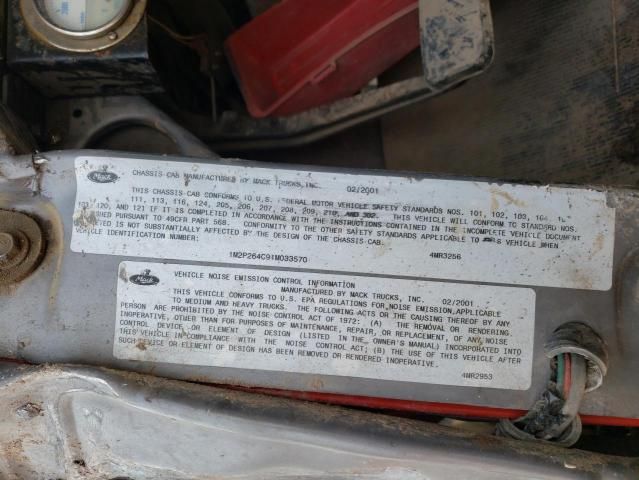 Mack
CHASSIS-CAB MANUFACTURED BY MACK TRUCKS, INC. 02/2001
THIS CHASSIS-CAB CONFORMS TO U.S. FEDERAL MOTOR VEHICLE SAFETY STANDARDS NOS. 101, 102, 103, 104,
111, 113, 116, 124, 205, 206, 207, 208, 209, 210, AND 302. THIS VEHICLE WILL CONFORM TO STANDARD NOS.
120, AND 121 IF IT IS COMPLETED IN ACCORDANCE WITH THE INSTRUCTIONS CONTAINED IN THE INCOMPLETE VEHICLE DOCUMENT
FURNISHED PURSUANT TO 49CFR PART 568. CONFORMITY TO THE OTHER SAFETY STANDARDS APPLICABLE TO VEHICLE WHEN
COMPLETED IS NOT SUBSTANTIALLY AFFECTED BY THE DESIGN OF THE CHASSIS-CAB.
VEHICLE IDENTIFICATION NUMBER: 1M2P264C91M033570 4MR3256
Mack
VEHICLE NOISE EMISSION CONTROL INFORMATION
MANUFACTURED BY MACK TRUCKS, INC. 02/2001
THIS VEHICLE CONFORMS TO U.S. EPA REGULATIONS FOR NOISE EMISSION APPLICABLE
TO MEDIUM AND HEAVY TRUCKS. THE FOLLOWING ACTS OR THE CAUSING THEREOF BY ANY
PERSON ARE PROHIBITED BY THE NOISE CONTROL ACT OF 1972: (A) THE REMOVAL OR RENDERING
INOPERATIVE, OTHER THAN FOR PURPOSES OF MAINTENANCE, REPAIR, OR REPLACEMENT, OF ANY NOISE
CONTROL DEVICE OR ELEMENT OF DESIGN (LISTED IN THE OWNER'S MANUAL) INCORPORATED INTO
THIS VEHICLE IN COMPLIANCE WITH THE NOISE CONTROL ACT; (B) THE USE OF THIS VEHICLE AFTER
SUCH DEVICE OR ELEMENT OF DESIGN HAS BEEN REMOVED OR RENDERED INOPERATIVE.
4MR2953